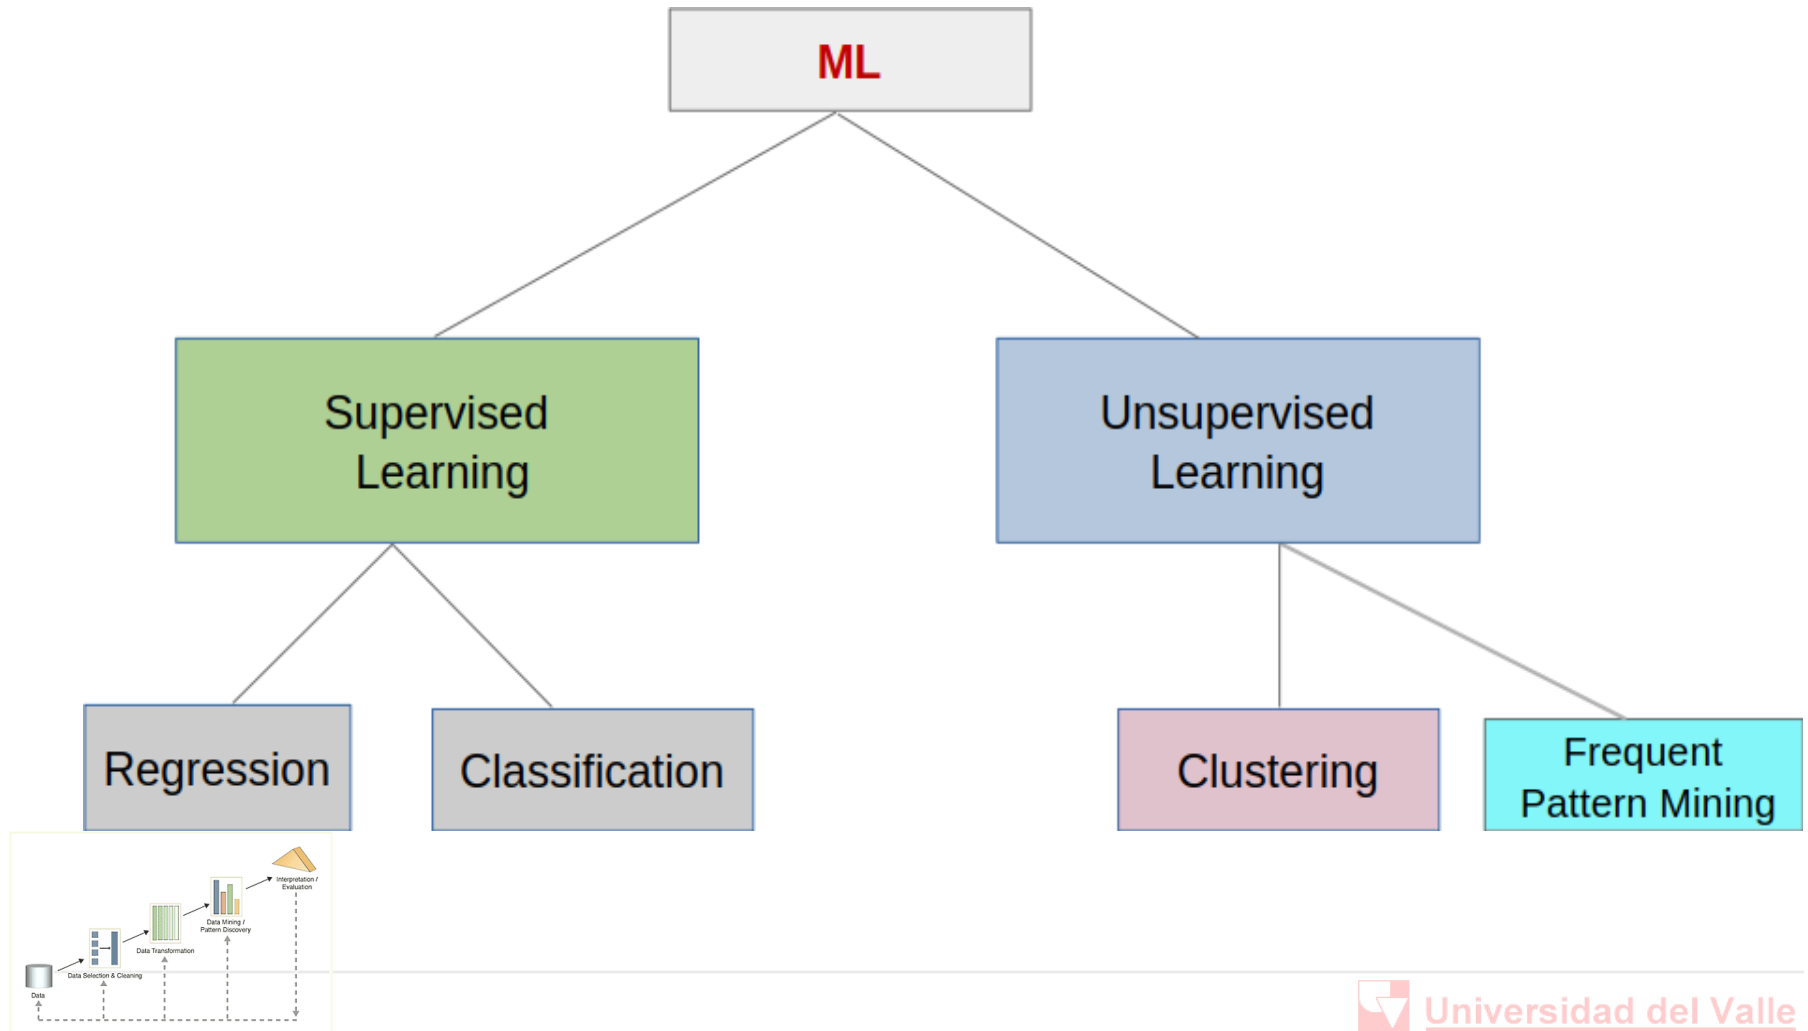 ML
Supervised
Learning
Unsupervised
Learning
Regression
Classification
Clustering
Frequent
Pattern Mining
Interpretation /
Evaluation
Data Mining /
Pattern Discovery
Data Transformation
Data Selection & Cleaning
Data
Universidad del Valle